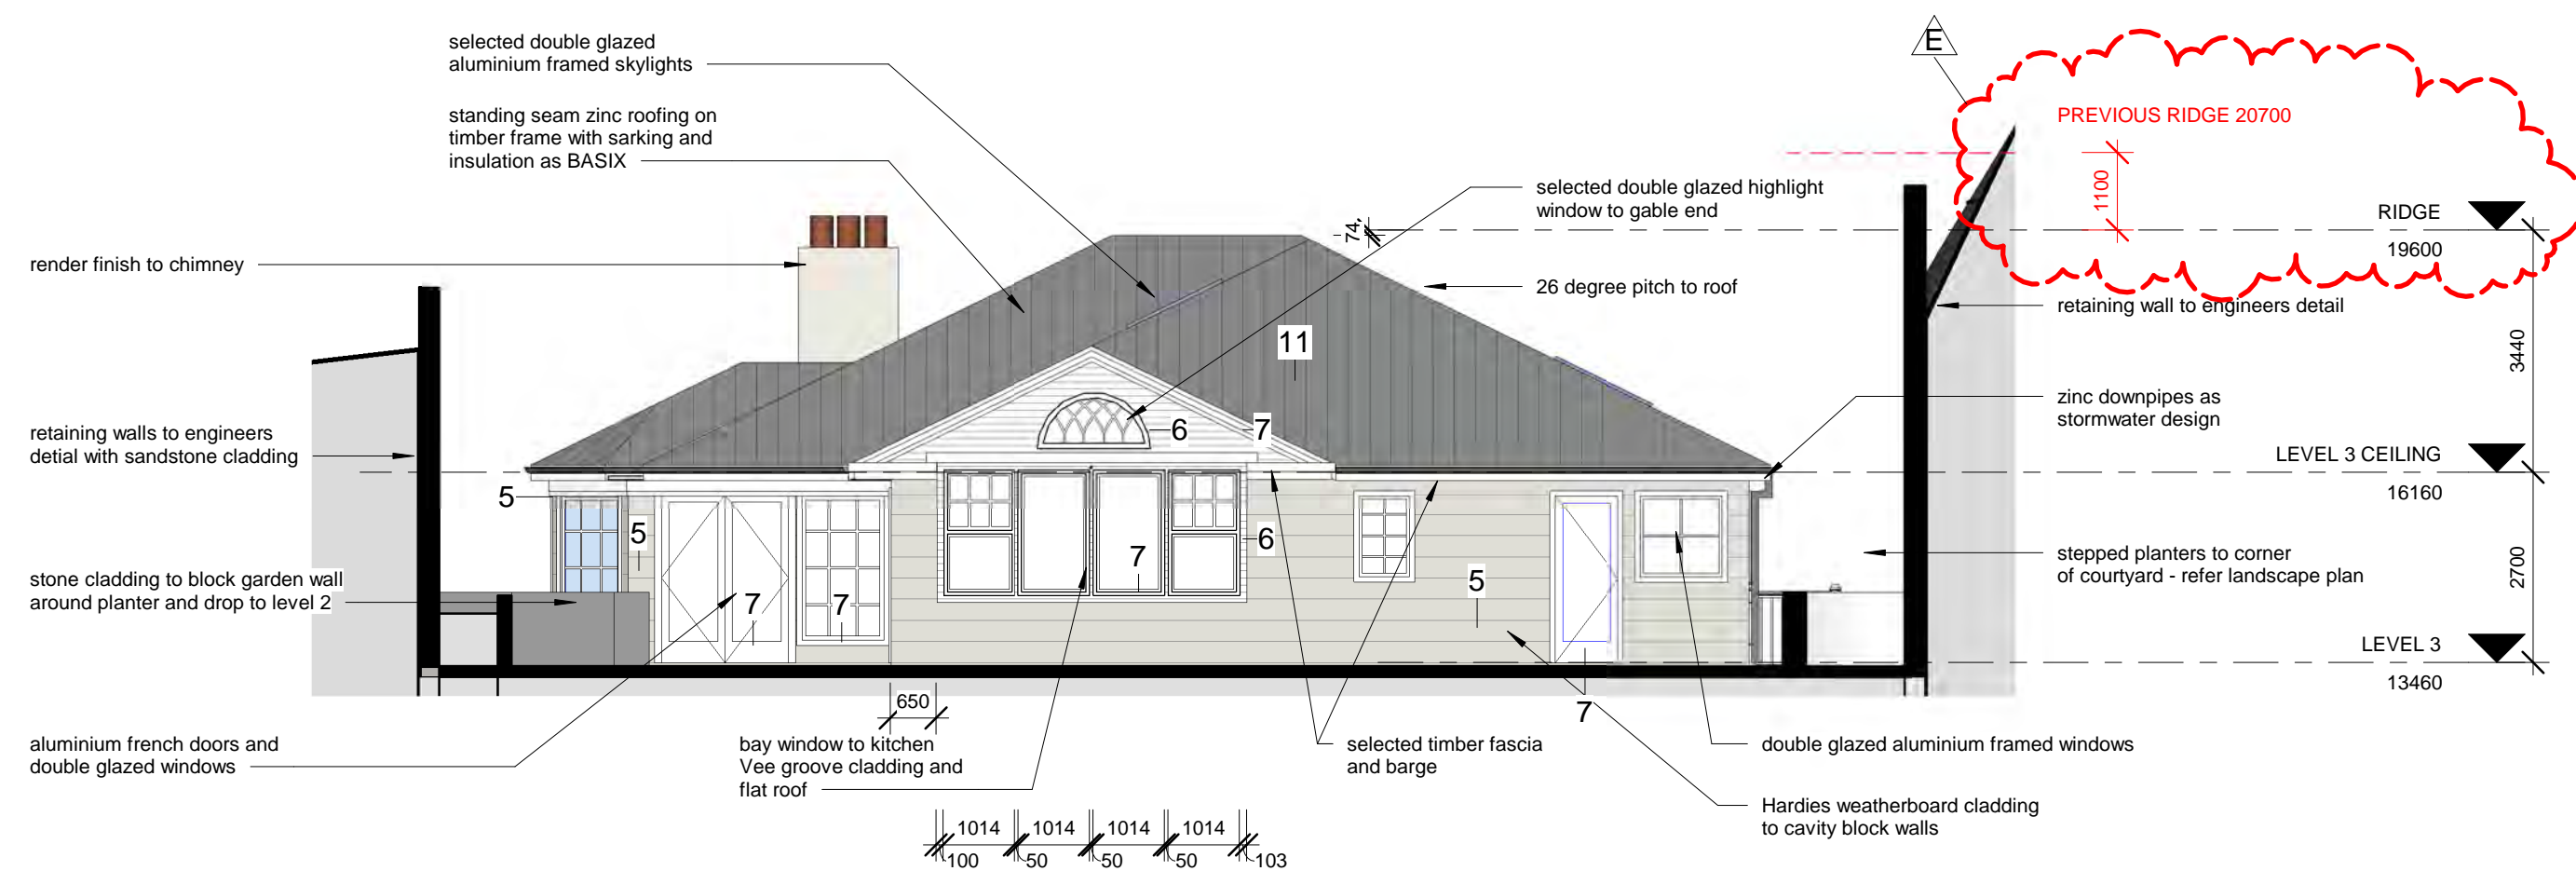 selected double glazed
aluminium framed skylights
standing seam zinc roofing on
timber frame with sarking and
insulation as BASIX
render finish to chimney
retaining walls to engineers
detial with sandstone cladding
stone cladding to block garden wall
around planter and drop to level 2
aluminium french doors and
double glazed windows
E
PREVIOUS RIDGE 20700
1100
selected double glazed highlight
window to gable end
74
26 degree pitch to roof
RIDGE
19600
retaining wall to engineers detail
3440
zinc downpipes as
stormwater design
LEVEL 3 CEILING
16160
stepped planters to corner
of courtyard - refer landscape plan
2700
LEVEL 3
13460
11
6
7
5
5
6
7
5
7
7
7
650
bay window to kitchen
Vee groove cladding and
flat roof
selected timber fascia
and barge
double glazed aluminium framed windows
Hardies weatherboard cladding
to cavity block walls
1014 1014 1014 1014
100 50 50 50 103